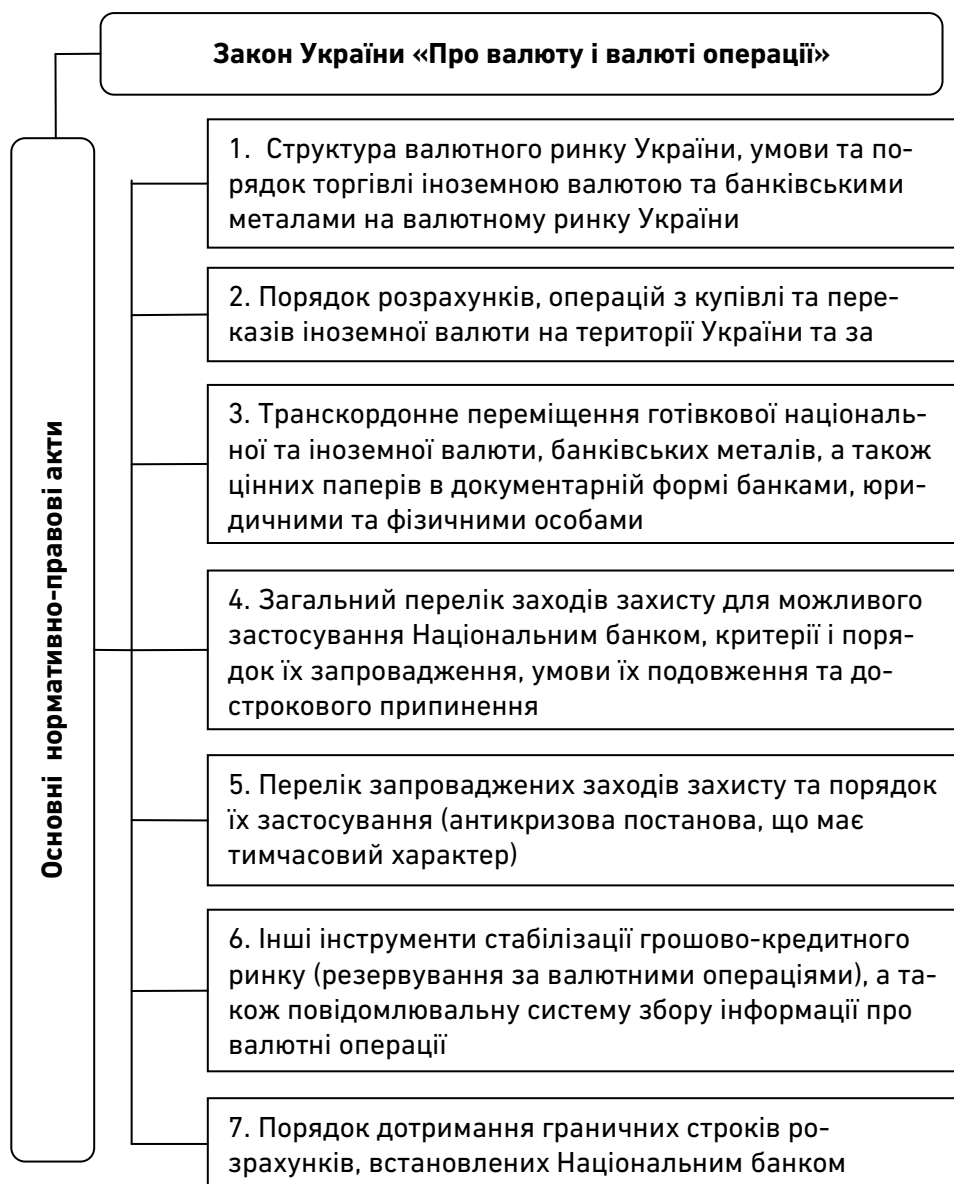 Закон України «Про валюту і валюті операції»
Основні нормативно-правові акти
1. Структура валютного ринку України, умови та по-
рядок торгівлі іноземною валютою та банківськими
металами на валютному ринку України
2. Порядок розрахунків, операцій з купівлі та пере-
казів іноземної валюти на території України та за
3. Транскордонне переміщення готівкової національ-
ної та іноземної валюти, банківських металів, а також
цінних паперів в документарній формі банками, юри-
дичними та фізичними особами
4. Загальний перелік заходів захисту для можливого
застосування Національним банком, критерії і поря-
док їх запровадження, умови їх подовження та до-
строкового припинення
5. Перелік запроваджених заходів захисту та порядок
їх застосування (антикризова постанова, що має
тимчасовий характер)
6. Інші інструменти стабілізації грошово-кредитного
ринку (резервування за валютними операціями), а та-
кож повідомлювальну систему збору інформації про
валютні операції
7. Порядок дотримання граничних строків ро-
зрахунків, встановлених Національним банком